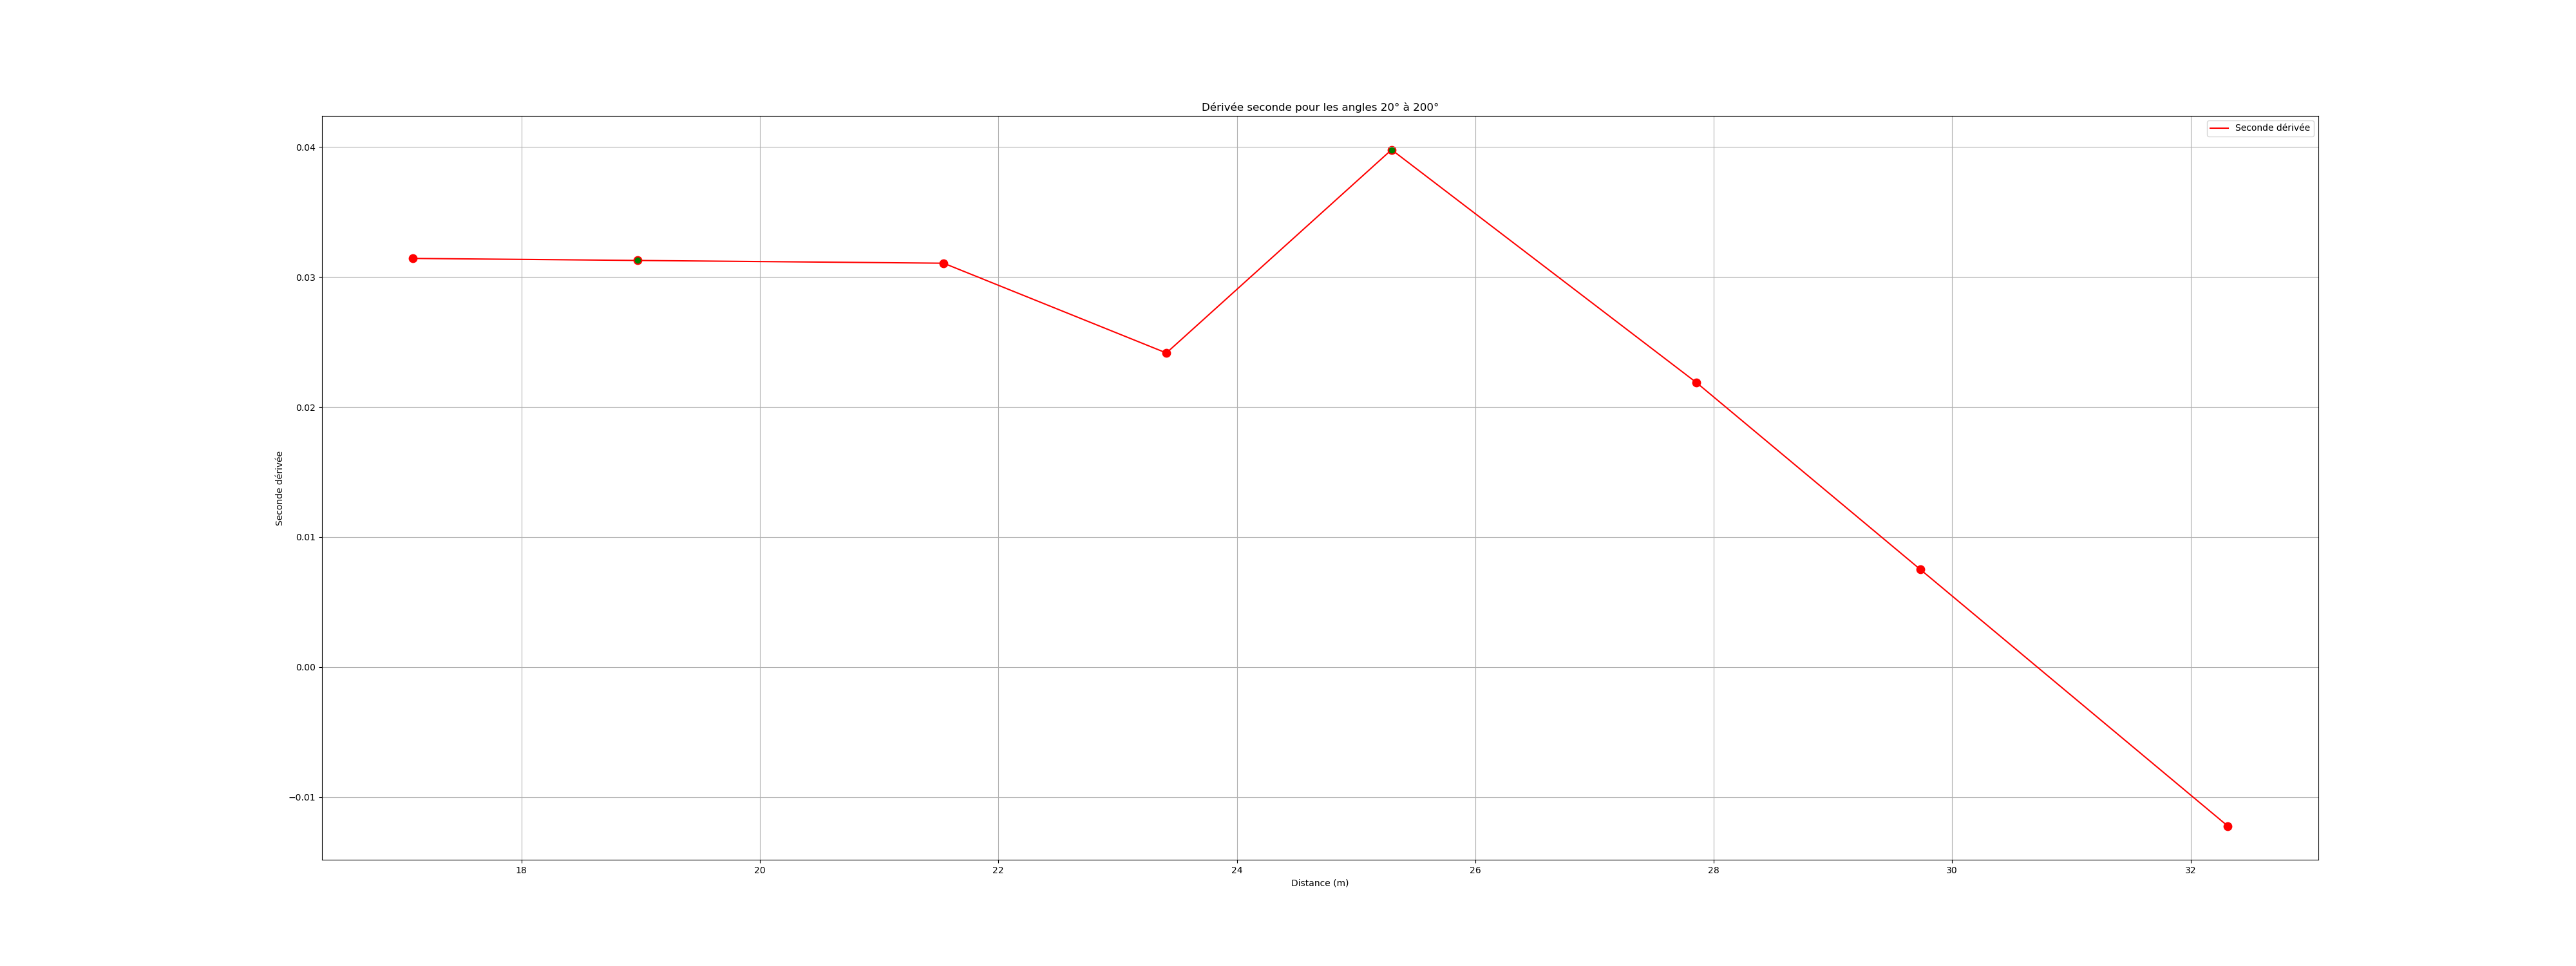 Dérivée seconde pour les angles 20° à 200°
Seconde dérivée
0.04
0.03
0.02
0.01
0.00
−0.01
Seconde dérivée
18 20 22 24 26 28 30 32
Distance (m)